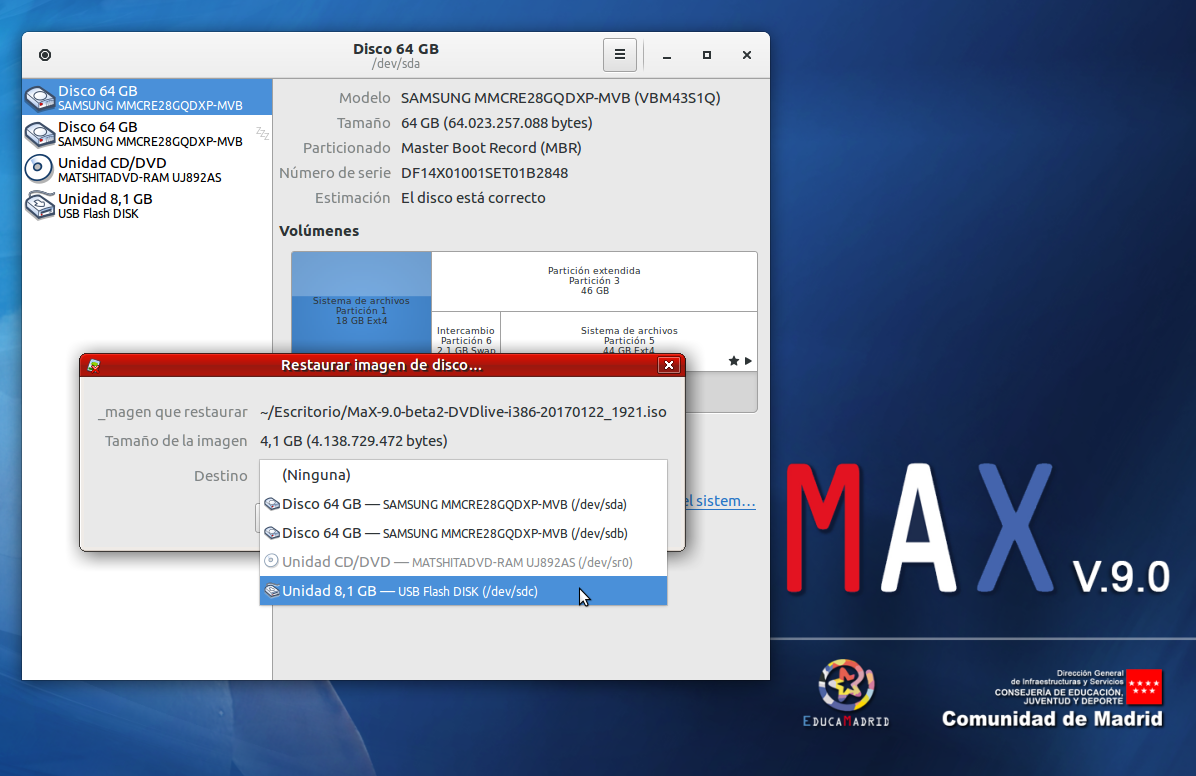 Disco 64 GB
/dev/sda
Disco 64 GB
SAMSUNG MMCRE28GQDXP-MVB
Disco 64 GB
SAMSUNG MMCRE28GQDXP-MVB
zzz
Unidad CD/DVD
MATSHITADVD-RAM UJ892AS
Unidad 8,1 GB
USB Flash DISK
Modelo SAMSUNG MMCRE28GQDXP-MVB (VBM43S1Q)
Tamaño 64 GB (64.023.257.088 bytes)
Particionado Master Boot Record (MBR)
Número de serie DF14X01001SET01B2848
Estimación El disco está correcto
Volúmenes
Sistema de archivos
Partición 1
18 GB Ext4
Partición extendida
Partición 3
46 GB
Intercambio
Partición 6
2,1 GB Swap
Sistema de archivos
Partición 5
44 GB Ext4
el sistem...
Restaurar imagen de disco...
_magen que restaurar ~/Escritorio/MaX-9.0-beta2-DVDlive-i386-20170122_1921.iso
Tamaño de la imagen 4,1 GB (4.138.729.472 bytes)
Destino
(Ninguna)
Disco 64 GB — SAMSUNG MMCRE28GQDXP-MVB (/dev/sda)
Disco 64 GB — SAMSUNG MMCRE28GQDXP-MVB (/dev/sdb)
Unidad CD/DVD — MATSHITADVD-RAM UJ892AS (/dev/sr0)
Unidad 8,1 GB — USB Flash DISK (/dev/sdc)
MAX V.9.0
EDUCAMADRID
Dirección General
de Infraestructuras y Servicios
CONSEJERÍA DE EDUCACIÓN,
JUVENTUD Y DEPORTE
Comunidad de Madrid